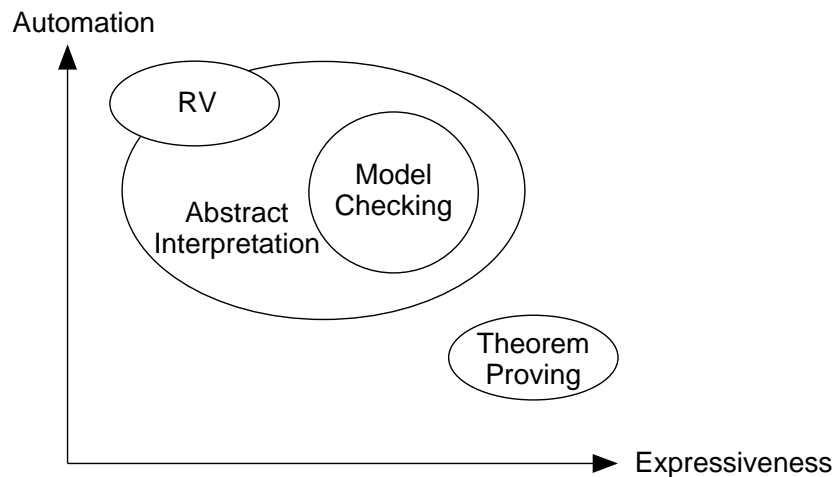 Automation
RV
Model
Checking
Abstract
Interpretation
Theorem
Proving
Expressiveness